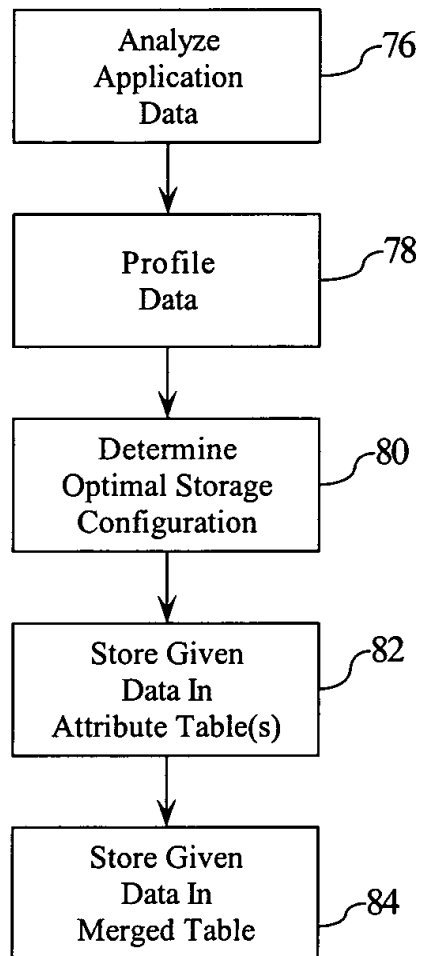 Analyze
Application
Data
76
Profile
Data
78
Determine
Optimal Storage
Configuration
80
Store Given
Data In
Attribute Table(s)
82
Store Given
Data In
Merged Table
84